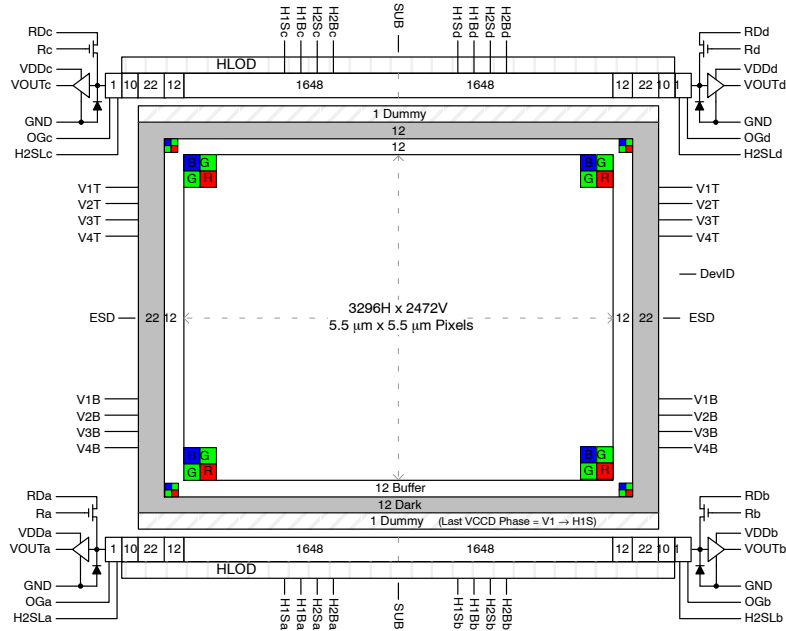 H1Sc H1Bc H2Sc H2Bc SUB H1Sd H1Bd H2Sd H2Bd
RDc RDd
Rc Rd
HLOD
VDDc VDDd
VOUTc 1 10 22 12 1648 1648 12 22 10 1 VOUTd
1 Dummy
GND GND
12
OGc OGd
12
H2SLc H2SLd
B G B G
G R G R
V1T V1T
V2T V2T
V3T V3T
V4T V4T
DevID
3296H x 2472V
ESD 22 12 12 22 ESD
5.5 μm x 5.5 μm Pixels
V1B V1B
V2B V2B
V3B V3B
V4B V4B
B G B G
G R G R
12 Buffer
RDa RDb
12 Dark
Ra Rb
1 Dummy (Last VCCD Phase = V1 → H1S)
VDDa VDDb
VOUTa 1 10 22 12 1648 1648 12 22 10 1 VOUTb
HLOD
GND GND
OGa OGb
H2SLa H2SLb
H1Sa H1Ba H2Sa H2Ba SUB H1Sb H1Bb H2Sb H2Bb